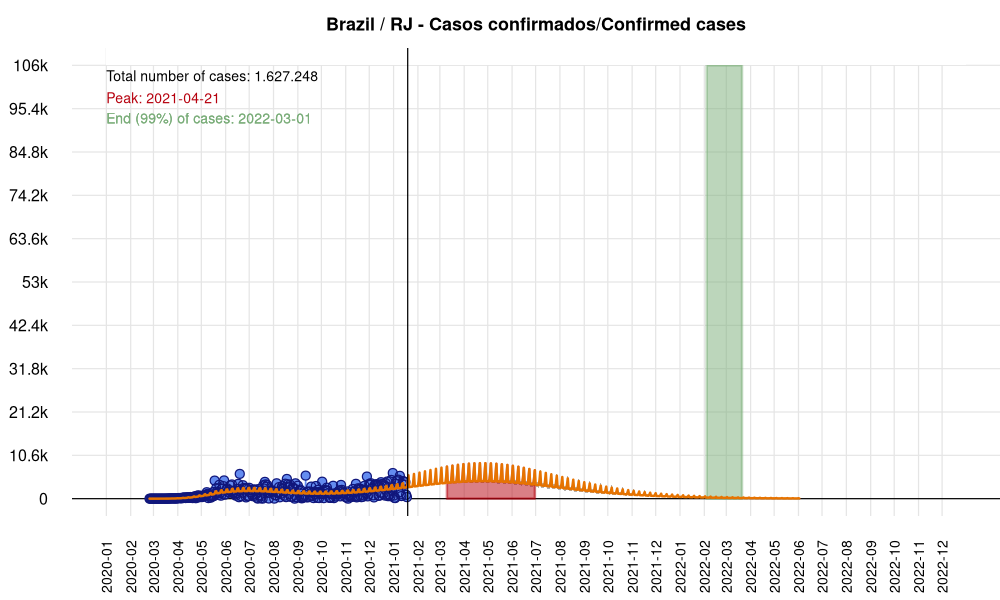 Brazil / RJ - Casos confirmados/Confirmed cases
106k
95.4k
84.8k
74.2k
63.6k
53k
42.4k
31.8k
21.2k
10.6k
0
Total number of cases: 1.627.248
Peak: 2021-04-21
End (99%) of cases: 2022-03-01
2020-01
2020-02
2020-03
2020-04
2020-05
2020-06
2020-07
2020-08
2020-09
2020-10
2020-11
2020-12
2021-01
2021-02
2021-03
2021-04
2021-05
2021-06
2021-07
2021-08
2021-09
2021-10
2021-11
2021-12
2022-01
2022-02
2022-03
2022-04
2022-05
2022-06
2022-07
2022-08
2022-09
2022-10
2022-11
2022-12